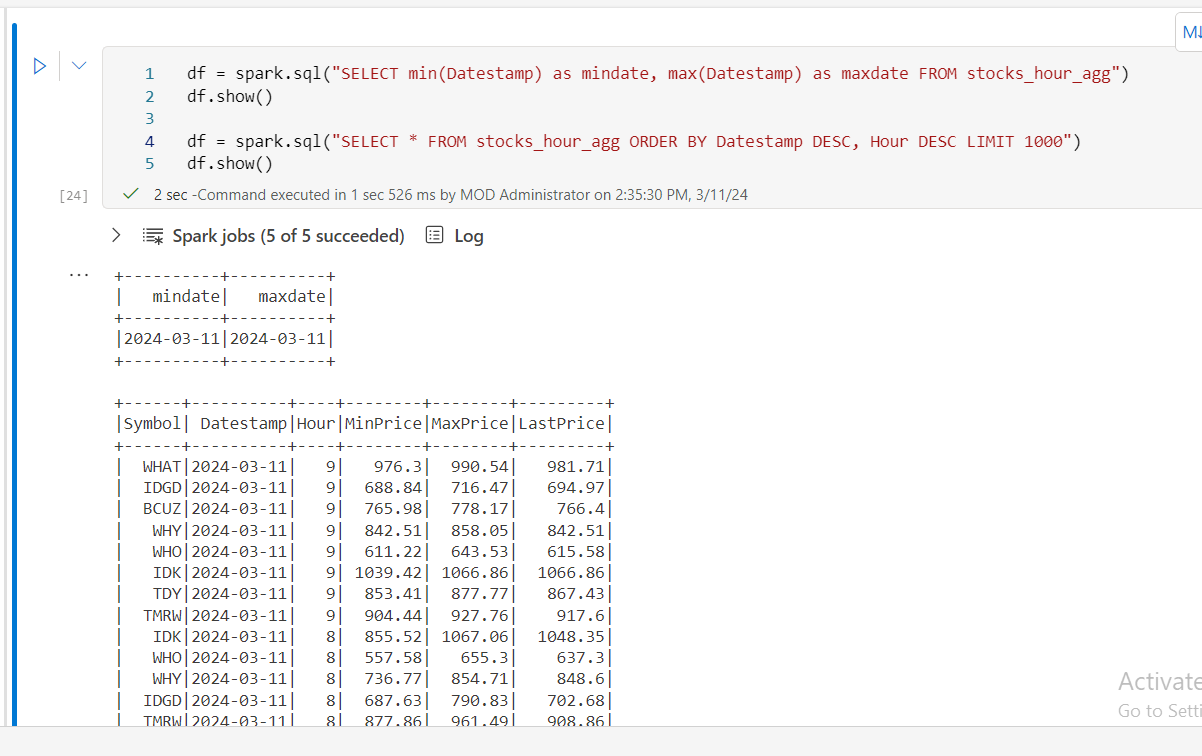 M↓
1 df = spark.sql("SELECT min(Datestamp) as mindate, max(Datestamp) as maxdate FROM stocks_hour_agg")
2 df.show()
3
4 df = spark.sql("SELECT * FROM stocks_hour_agg ORDER BY Datestamp DESC, Hour DESC LIMIT 1000")
5 df.show()
[24] 2 sec -Command executed in 1 sec 526 ms by MOD Administrator on 2:35:30 PM, 3/11/24
Spark jobs (5 of 5 succeeded) Log
...
+----------+----------+
|   mindate|   maxdate|
+----------+----------+
|2024-03-11|2024-03-11|
+----------+----------+
+------+----------+----+--------+--------+---------+
|Symbol| Datestamp|Hour|MinPrice|MaxPrice|LastPrice|
+------+----------+----+--------+--------+---------+
|  WHAT|2024-03-11|   9|   976.3|  990.54|   981.71|
|  IDGD|2024-03-11|   9|  688.84|  716.47|   694.97|
|  BCUZ|2024-03-11|   9|  765.98|  778.17|    766.4|
|   WHY|2024-03-11|   9|  842.51|  858.05|   842.51|
|   WHO|2024-03-11|   9|  611.22|  643.53|   615.58|
|   IDK|2024-03-11|   9| 1039.42| 1066.86|  1066.86|
|   TDY|2024-03-11|   9|  853.41|  877.77|   867.43|
|  TMRW|2024-03-11|   9|  904.44|  927.76|    917.6|
|   IDK|2024-03-11|   8|  855.52| 1067.06|  1048.35|
|   WHO|2024-03-11|   8|  557.58|   655.3|    637.3|
|   WHY|2024-03-11|   8|  736.77|  854.71|    848.6|
|  IDGD|2024-03-11|   8|  687.63|  790.83|   702.68|
|  TMRW|2024-03-11|   8|  877.86|  961.49|   908.86|
Activate
Go to Setti